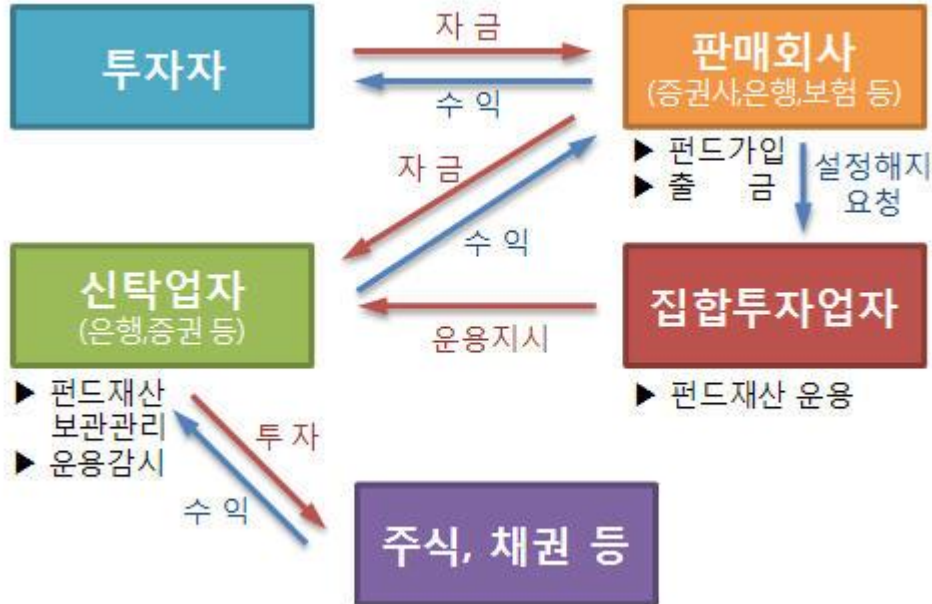 투자자
자 금
수 익
판매회사
(증권사,은행,보험 등)
▶ 펀드가입
▶ 출 금
설정해지
요청
자 금
수 익
신탁업자
(은행,증권 등)
운용지시
집합투자업자
▶ 펀드재산
보관관리
▶ 운용감시
▶ 펀드재산 운용
투 자
수 익
주식, 채권 등